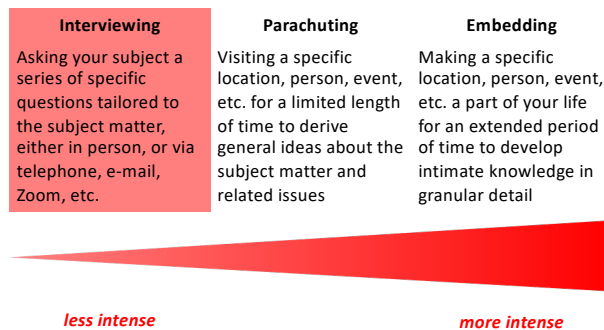 Interviewing
Asking your subject a
series of specific
questions tailored to
the subject matter,
either in person, or via
telephone, e-mail,
Zoom, etc.
Parachuting
Visiting a specific
location, person, event,
etc. for a limited length
of time to derive
general ideas about the
subject matter and
related issues
Embedding
Making a specific
location, person, event,
etc. a part of your life
for an extended period
of time to develop
intimate knowledge in
granular detail
less intense
more intense